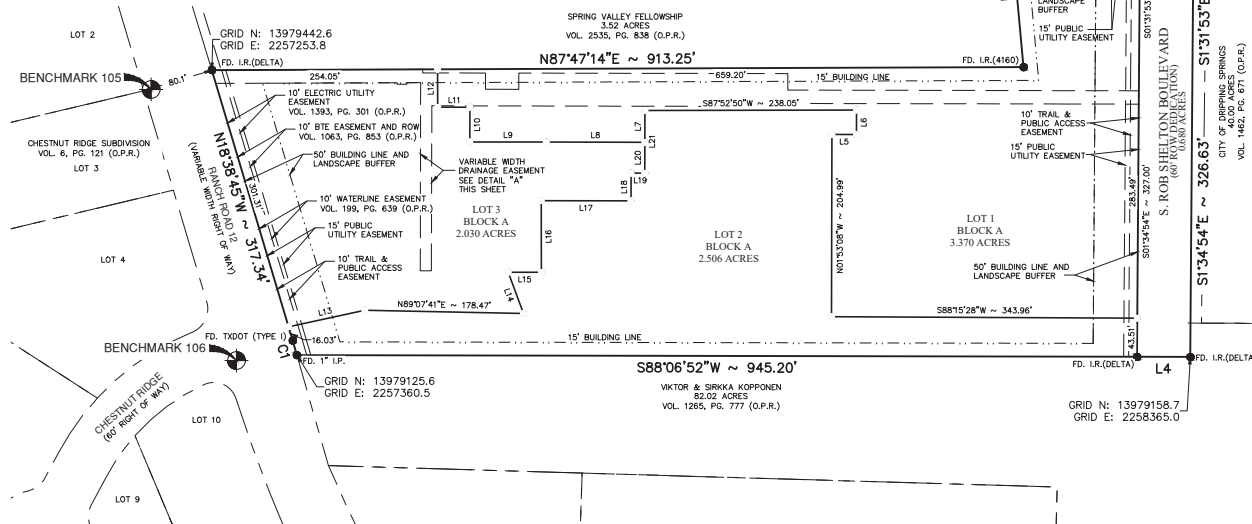 LOT 2
GRID N: 13979442.6
GRID E: 2257253.8
BENCHMARK 105
80.1'
FD. I.R.(DELTA)
SPRING VALLEY FELLOWSHIP
3.52 ACRES
VOL. 2535, PG. 838 (O.P.R.)
N87°47'14"E ~ 913.25'
FD. I.R.(4160)
LANDSCAPE
BUFFER
15' PUBLIC
UTILITY EASEMENT
254.05'
659.20'
15' BUILDING LINE
S87°52'50"W ~ 238.05'
10' ELECTRIC UTILITY
EASEMENT
VOL. 1393, PG. 301 (O.P.R.)
10' BTE EASEMENT AND ROW
VOL. 1063, PG. 853 (O.P.R.)
50' BUILDING LINE AND
LANDSCAPE BUFFER
VARIABLE WIDTH
DRAINAGE EASEMENT
SEE DETAIL "A"
THIS SHEET
10' WATERLINE EASEMENT
VOL. 199, PG. 639 (O.P.R.)
15' PUBLIC
UTILITY EASEMENT
10' TRAIL &
PUBLIC ACCESS
EASEMENT
L12
L11
L10
L9
L8
L7
L21
L20
L19
L18
L17
L16
L15
L14
L13
L6
L5
CHESTNUT RIDGE SUBDIVISION
VOL. 6, PG. 121 (O.P.R.)
LOT 3
N18°38'45"W ~ 317.34'
RANCH ROAD 12
(VARIABLE WIDTH RIGHT OF WAY)
301.31'
LOT 4
LOT 3
BLOCK A
2.030 ACRES
LOT 2
BLOCK A
2.506 ACRES
N01°53'08"W ~ 204.99'
LOT 1
BLOCK A
3.370 ACRES
10' TRAIL &
PUBLIC ACCESS
EASEMENT
15' PUBLIC
UTILITY EASEMENT
50' BUILDING LINE AND
LANDSCAPE BUFFER
283.49'
S01°34'54"E ~ 327.00'
S01°31'53"
S. ROB SHELTON BOULEVARD
(60' ROW DEDICATION)
0.680 ACRES
S1°34'54"E ~ 326.63'
S1°31'53"E
CITY OF DRIPPING SPRINGS
40.00 ACRES
VOL. 1462, PG. 671 (O.P.R.)
N89°07'41"E ~ 178.47'
S88°15'28"W ~ 343.96'
43.51'
15' BUILDING LINE
FD. TXDOT (TYPE I)
16.03'
C1
FD. 1" I.P.
BENCHMARK 106
S88°06'52"W ~ 945.20'
FD. I.R.(DELTA)
L4
FD. I.R.(DELTA
GRID N: 13979125.6
GRID E: 2257360.5
VIKTOR & SIRKKA KOPPONEN
82.02 ACRES
VOL. 1265, PG. 777 (O.P.R.)
GRID N: 13979158.7
GRID E: 2258365.0
CHESTNUT RIDGE
(60' RIGHT OF WAY)
LOT 10
LOT 9